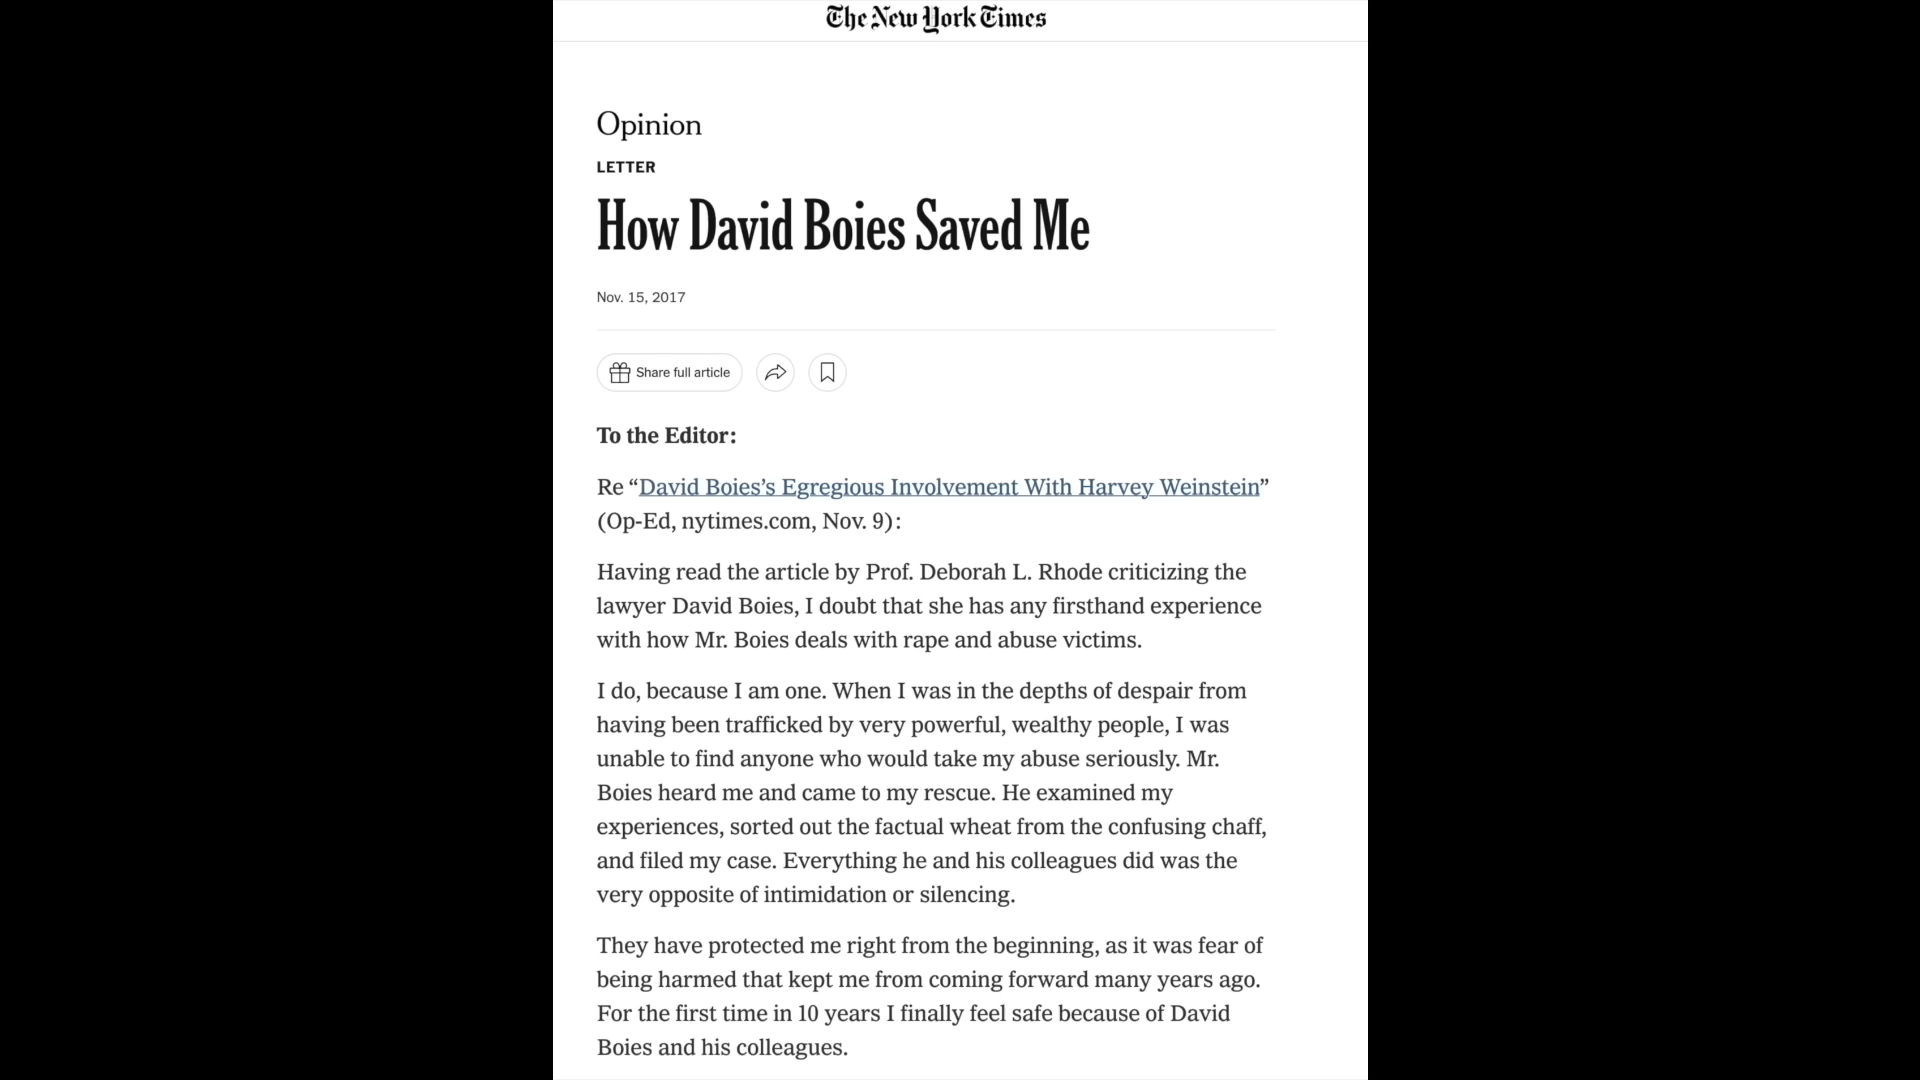 The New York Times
Opinion
LETTER
How David Boies Saved Me
Nov. 15, 2017
Share full article
To the Editor:
Re “David Boies’s Egregious Involvement With Harvey Weinstein”
(Op-Ed, nytimes.com, Nov. 9):
Having read the article by Prof. Deborah L. Rhode criticizing the
lawyer David Boies, I doubt that she has any firsthand experience
with how Mr. Boies deals with rape and abuse victims.
I do, because I am one. When I was in the depths of despair from
having been trafficked by very powerful, wealthy people, I was
unable to find anyone who would take my abuse seriously. Mr.
Boies heard me and came to my rescue. He examined my
experiences, sorted out the factual wheat from the confusing chaff,
and filed my case. Everything he and his colleagues did was the
very opposite of intimidation or silencing.
They have protected me right from the beginning, as it was fear of
being harmed that kept me from coming forward many years ago.
For the first time in 10 years I finally feel safe because of David
Boies and his colleagues.